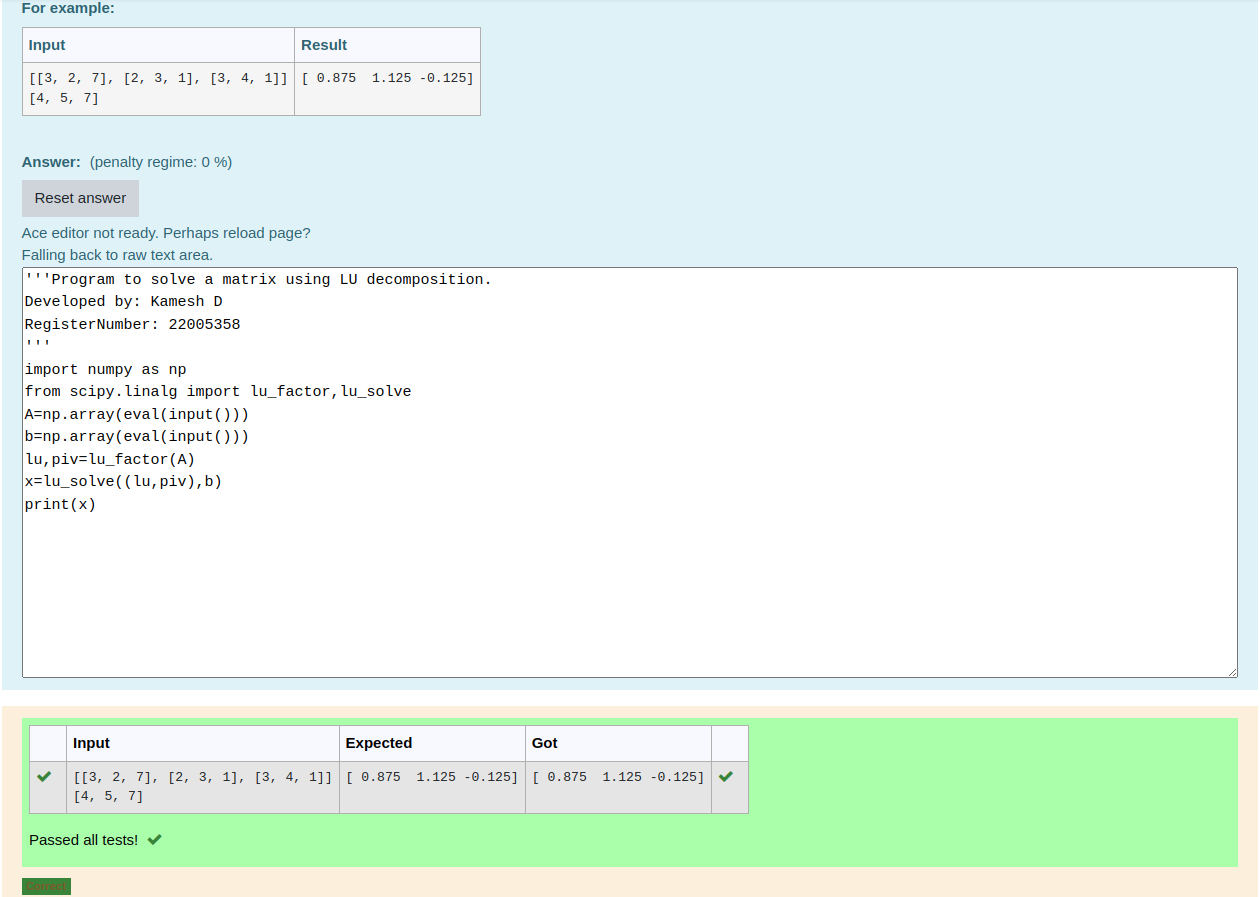 For example:
Input Result
[[3, 2, 7], [2, 3, 1], [3, 4, 1]] [ 0.875  1.125 -0.125]
[4, 5, 7]
Answer: (penalty regime: 0 %)
Reset answer
Ace editor not ready. Perhaps reload page?
Falling back to raw text area.
'''Program to solve a matrix using LU decomposition.
Developed by: Kamesh D
RegisterNumber: 22005358
'''
import numpy as np
from scipy.linalg import lu_factor,lu_solve
A=np.array(eval(input()))
b=np.array(eval(input()))
lu,piv=lu_factor(A)
x=lu_solve((lu,piv),b)
print(x)
Input Expected Got
[[3, 2, 7], [2, 3, 1], [3, 4, 1]] [ 0.875  1.125 -0.125] [ 0.875  1.125 -0.125]
[4, 5, 7]
Passed all tests!
Correct